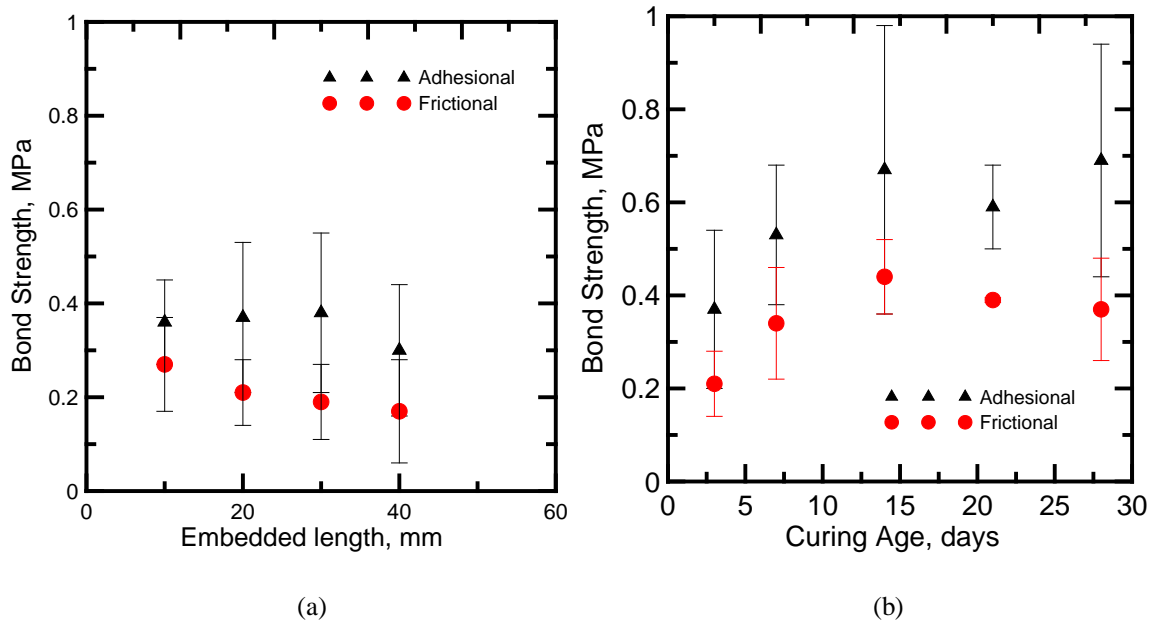 1
0.8
0.6
0.4
0.2
0
Bond Strength, MPa
Adhesional
Frictional
0 20 40 60
Embedded length, mm
(a)
1
0.8
0.6
0.4
0.2
0
Bond Strength, MPa
Adhesional
Frictional
0 5 10 15 20 25 30
Curing Age, days
(b)